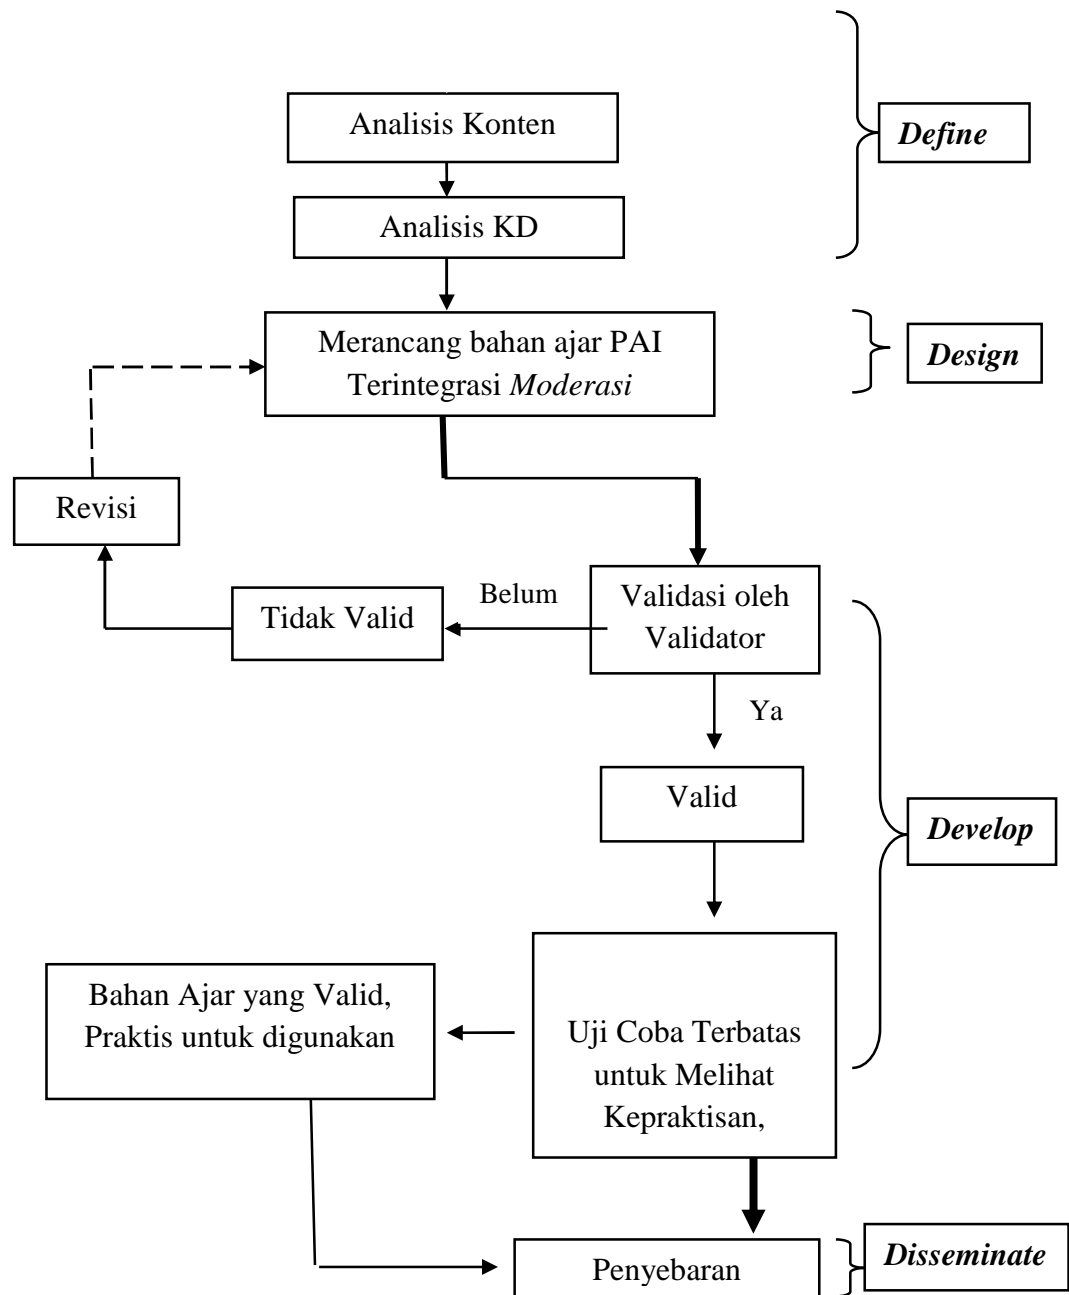 Analisis Konten
Define
Analisis KD
Merancang bahan ajar PAI
Terintegrasi Moderasi
Design
Revisi
Belum
Tidak Valid
Validasi oleh
Validator
Ya
Valid
Develop
Bahan Ajar yang Valid,
Praktis untuk digunakan
Uji Coba Terbatas
untuk Melihat
Kepraktisan,
Penyebaran
Disseminate